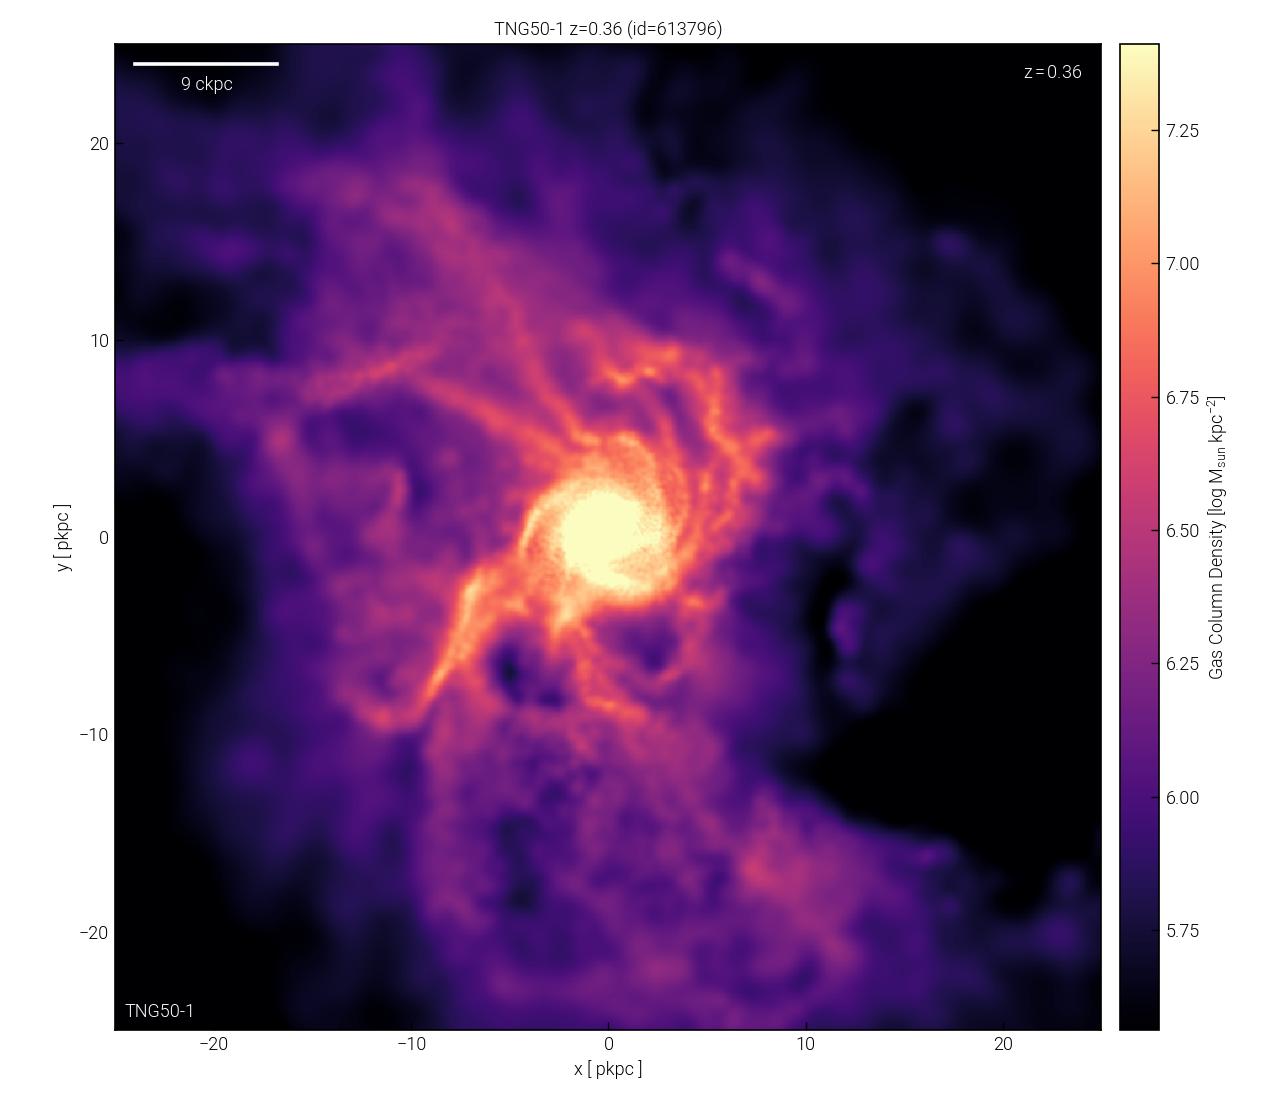 TNG50-1 z=0.36 (id=613796)
9 ckpc
z=0.36
TNG50-1
20
10
0
−10
−20
y [ pkpc ]
−20
−10
0
10
20
x [ pkpc ]
7.25
7.00
6.75
6.50
6.25
6.00
5.75
Gas Column Density [log M_sun kpc^−2]